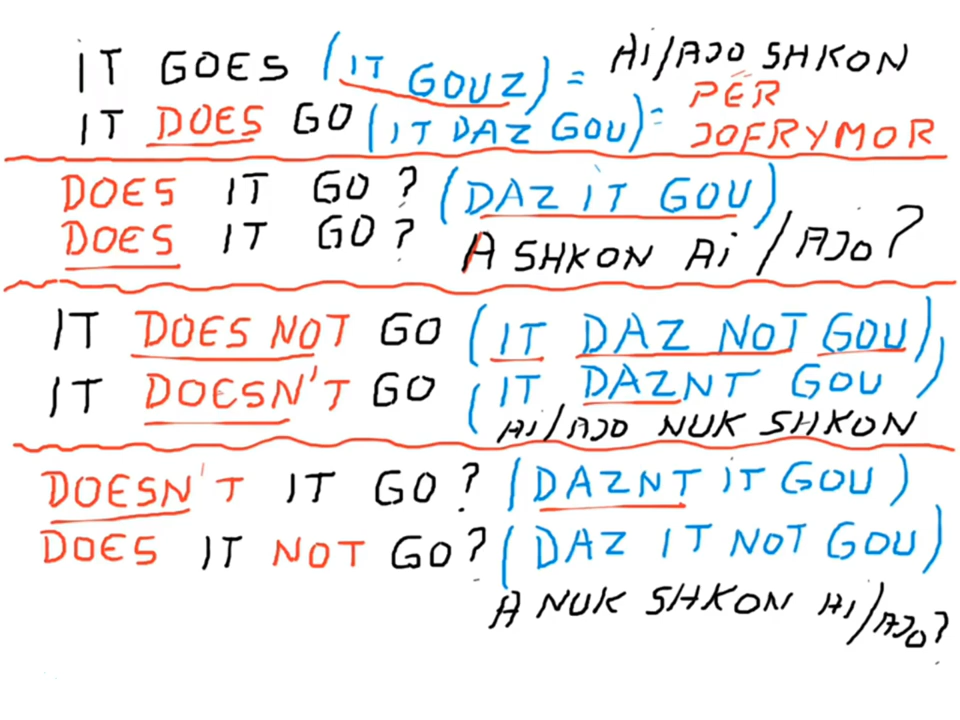 IT GOES (IT GOUZ) = AI/AJO SHKON
IT DOES GO (IT DAZ GOU) = PËR JOFRYMOR
DOES IT GO? (DAZ IT GOU)
DOES IT GO? A SHKON AI/AJO?
IT DOES NOT GO (IT DAZ NOT GOU),
IT DOESN'T GO (IT DAZNT GOU)
AI/AJO NUK SHKON
DOESN'T IT GO? (DAZNT IT GOU)
DOES IT NOT GO? (DAZ IT NOT GOU)
A NUK SHKON AI/AJO?